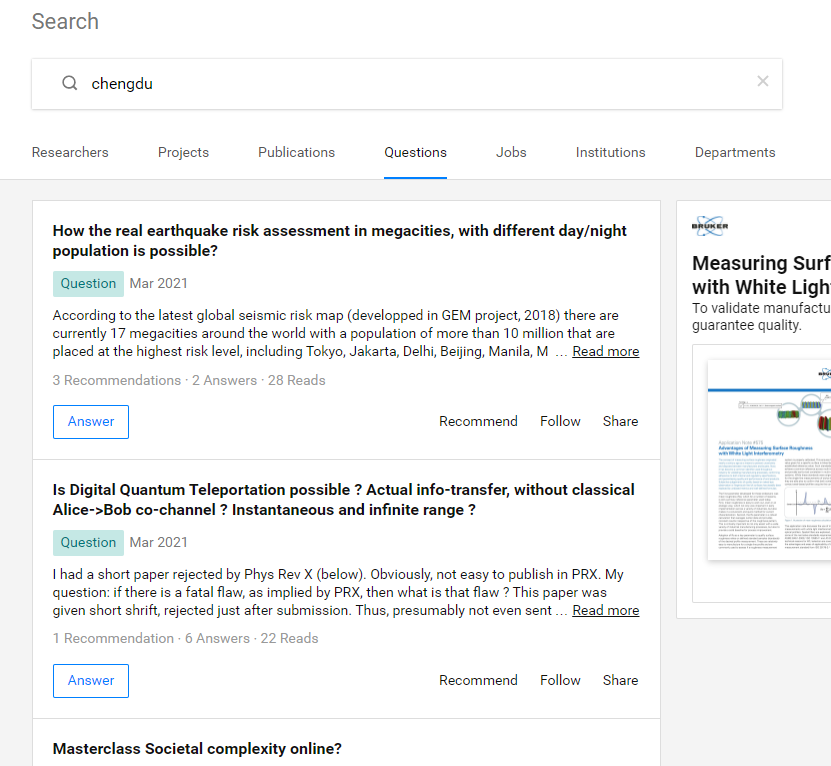 Search
chengdu
Researchers
Projects
Publications
Questions
Jobs
Institutions
Departments
How the real earthquake risk assessment in megacities, with different day/night
population is possible?
Question Mar 2021
According to the latest global seismic risk map (developped in GEM project, 2018) there are
currently 17 megacities around the world with a population of more than 10 million that are
placed at the highest risk level, including Tokyo, Jakarta, Delhi, Beijing, Manila, M ... Read more
3 Recommendations · 2 Answers · 28 Reads
Answer
Recommend
Follow
Share
Is Digital Quantum Teleportation possible ? Actual info-transfer, without classical
Alice->Bob co-channel ? Instantaneous and infinite range ?
Question Mar 2021
I had a short paper rejected by Phys Rev X (below). Obviously, not easy to publish in PRX. My
question: if there is a fatal flaw, as implied by PRX, then what is that flaw ? This paper was
given short shrift, rejected just after submission. Thus, presumably not even sent ... Read more
1 Recommendation · 6 Answers · 22 Reads
Answer
Recommend
Follow
Share
Masterclass Societal complexity online?
BRUKER
Measuring Surf
with White Ligh
To validate manufactu
guarantee quality.
Advantages of Measuring Surface Roughness
with White Light Interferometry